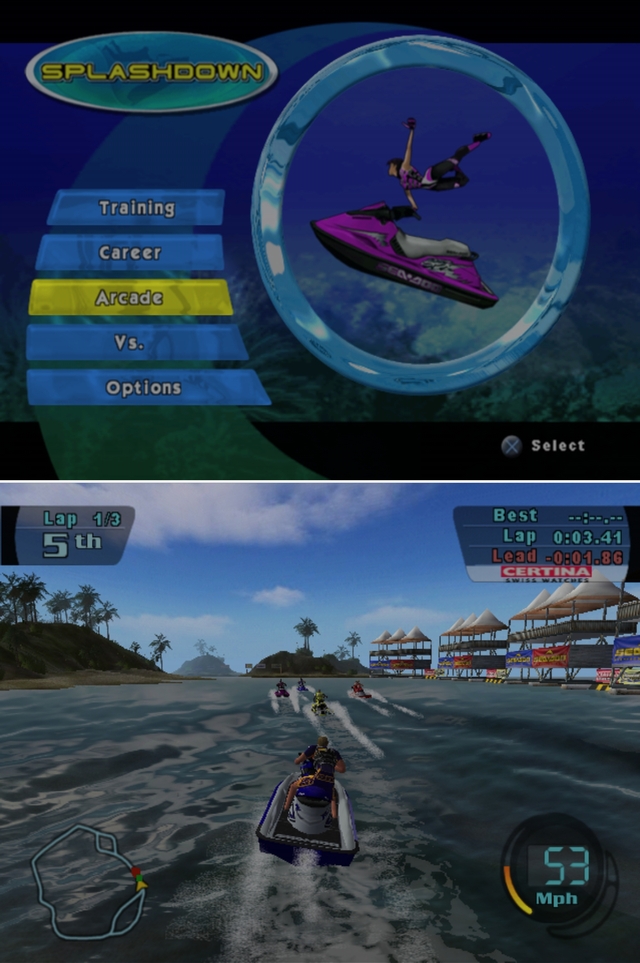 SPLASHDOWN
Training
Career
Arcade
Vs.
Options
SEADOO
Select
Lap 1/3
5th
Best --:--.--
Lap 0:03.41
Lead -0:01.86
CERTINA
SWISS WATCHES
53
Mph